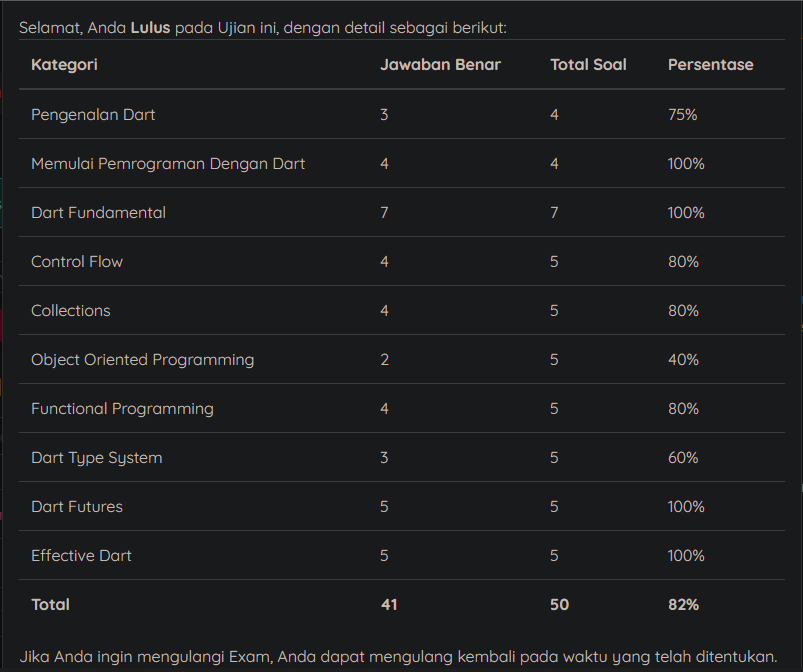 Selamat, Anda Lulus pada Ujian ini, dengan detail sebagai berikut:
Kategori Jawaban Benar Total Soal Persentase
Pengenalan Dart 3 4 75%
Memulai Pemrograman Dengan Dart 4 4 100%
Dart Fundamental 7 7 100%
Control Flow 4 5 80%
Collections 4 5 80%
Object Oriented Programming 2 5 40%
Functional Programming 4 5 80%
Dart Type System 3 5 60%
Dart Futures 5 5 100%
Effective Dart 5 5 100%
Total 41 50 82%
Jika Anda ingin mengulangi Exam, Anda dapat mengulang kembali pada waktu yang telah ditentukan.